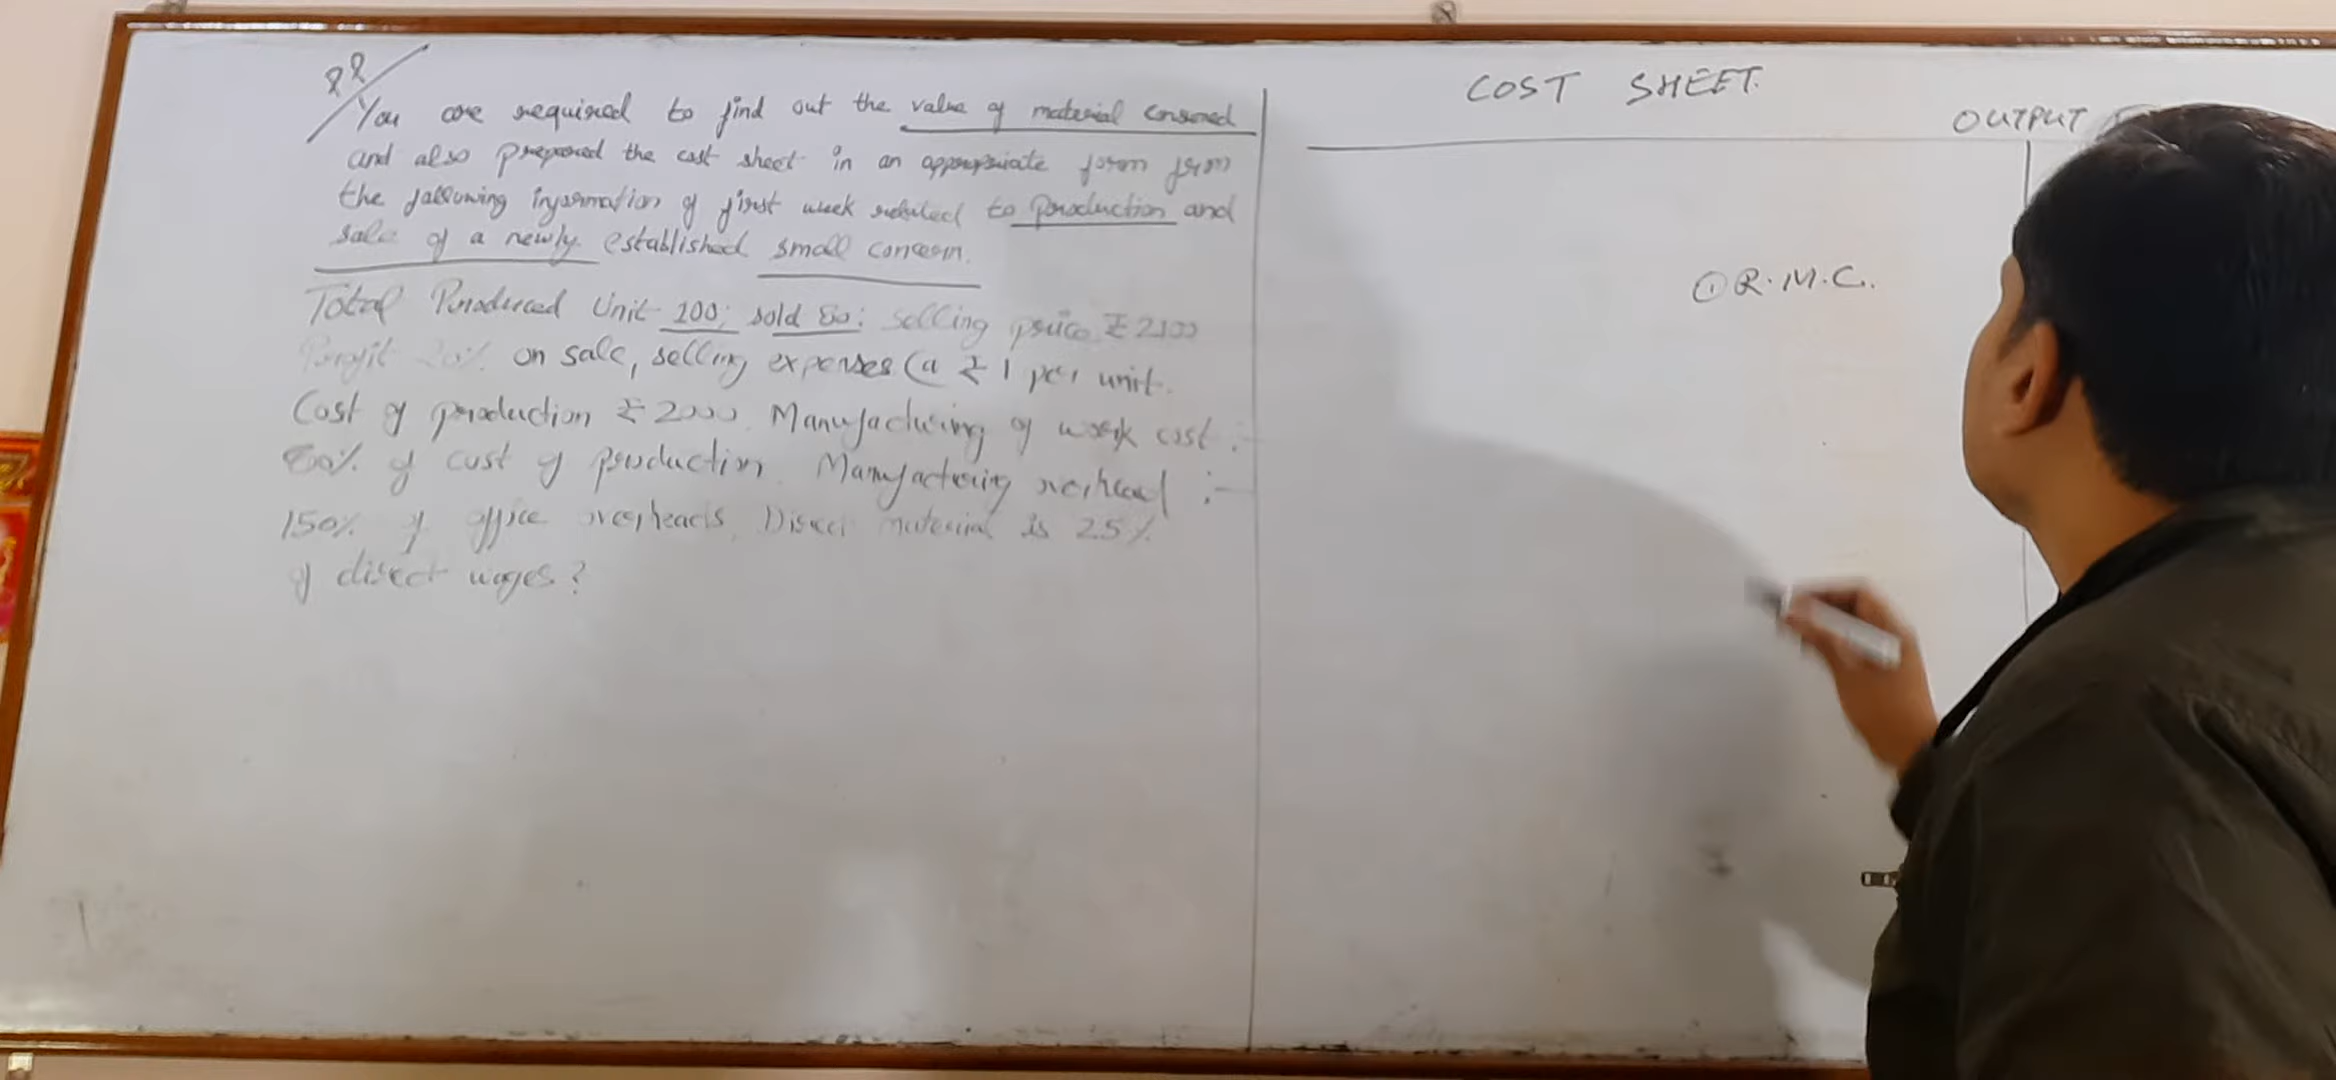 22
You are required to find out the value of material consumed
and also prepared the cost sheet in an appropriate form from
the following information of first week related to production and
sale of a newly established small concern.
Total Produced Unit 100; sold 80; selling price ₹ 2100
Profit 20% on sale, selling expenses @ ₹ 1 per unit.
Cost of production ₹ 2000. Manufacturing of work cost :-
80% of cost of production. Manufacturing overhead :-
150% of office overheads. Direct material is 25%
of direct wages?
COST SHEET.
OUTPUT
① R.M.C.